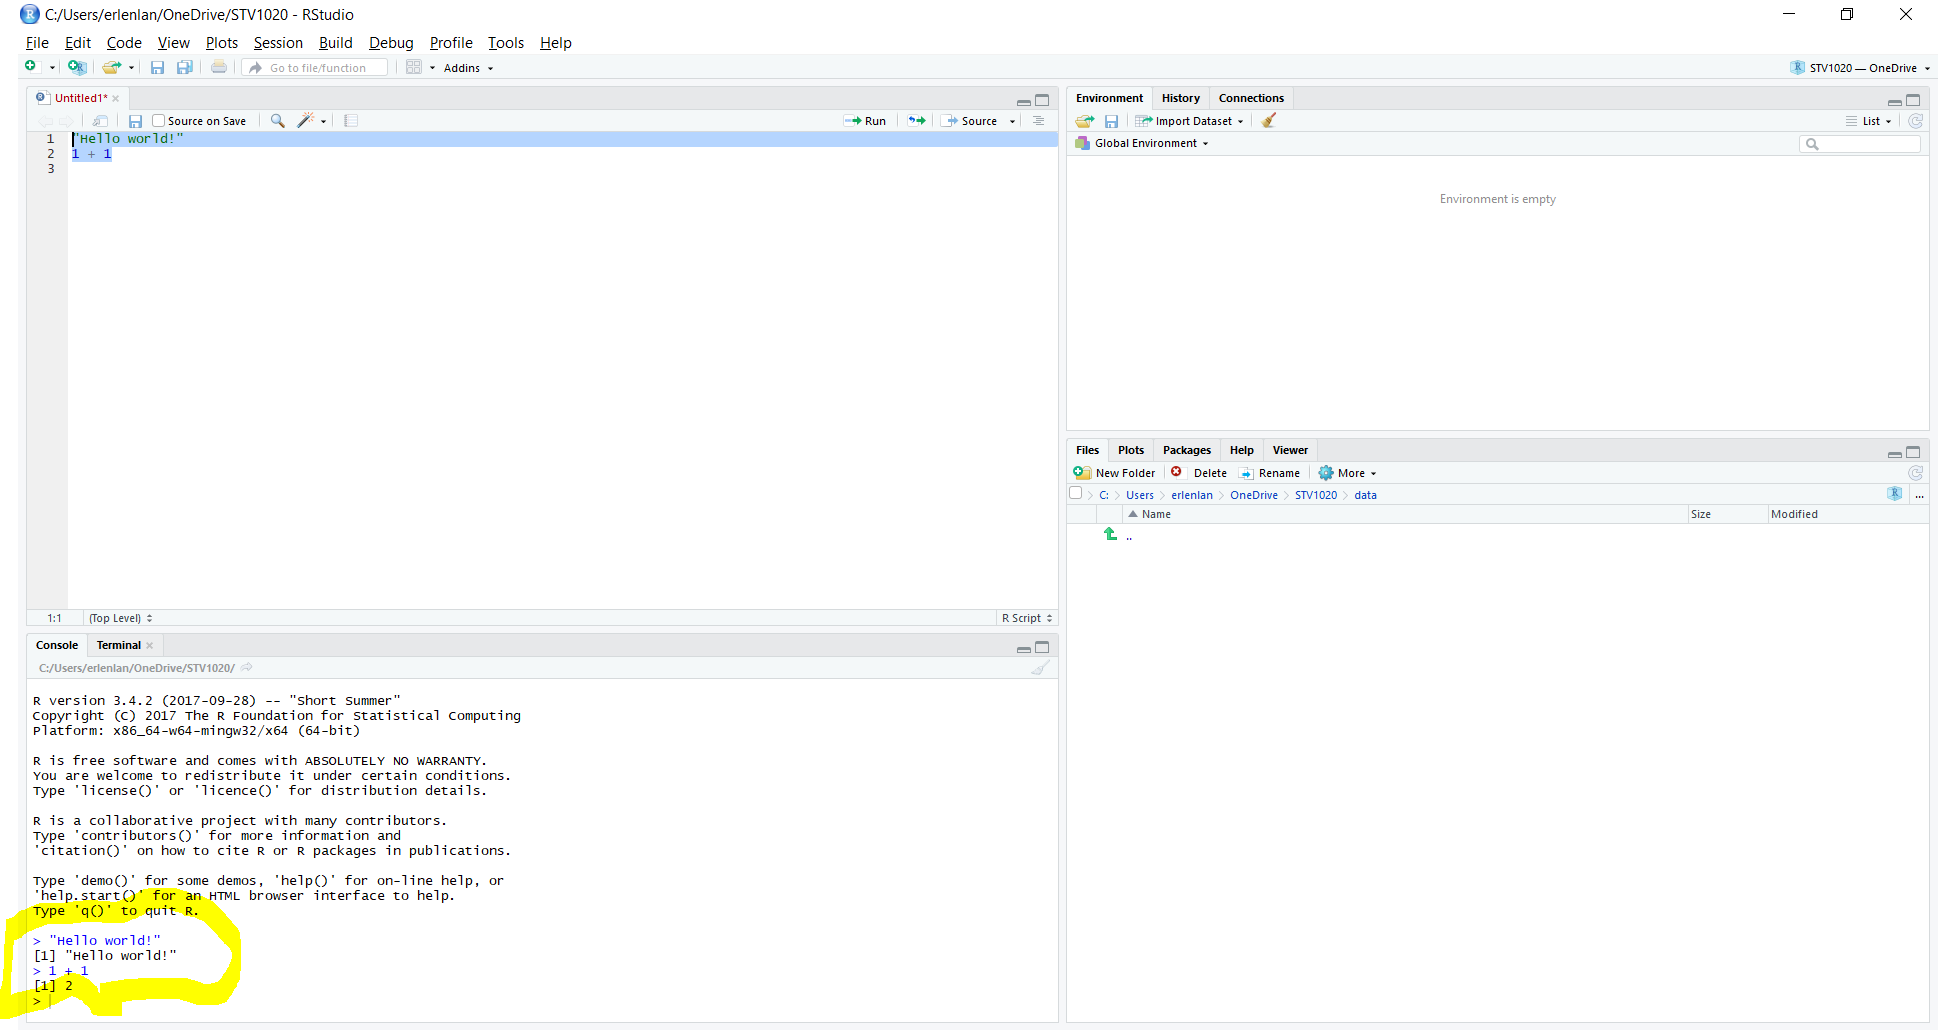 C:/Users/erlenlan/OneDrive/STV1020 - RStudio
File Edit Code View Plots Session Build Debug Profile Tools Help
Go to file/function Addins STV1020 — OneDrive
Untitled1*
Source on Save Run Source
1 "Hello world!"
2 1 + 1
3
1:1 (Top Level) R Script
Console Terminal
C:/Users/erlenlan/OneDrive/STV1020/
R version 3.4.2 (2017-09-28) -- "Short Summer"
Copyright (C) 2017 The R Foundation for Statistical Computing
Platform: x86_64-w64-mingw32/x64 (64-bit)
R is free software and comes with ABSOLUTELY NO WARRANTY.
You are welcome to redistribute it under certain conditions.
Type 'license()' or 'licence()' for distribution details.
R is a collaborative project with many contributors.
Type 'contributors()' for more information and
'citation()' on how to cite R or R packages in publications.
Type 'demo()' for some demos, 'help()' for on-line help, or
'help.start()' for an HTML browser interface to help.
Type 'q()' to quit R.
> "Hello world!"
[1] "Hello world!"
> 1 + 1
[1] 2
>
Environment History Connections
Import Dataset List
Global Environment
Environment is empty
Files Plots Packages Help Viewer
New Folder Delete Rename More
C: > Users > erlenlan > OneDrive > STV1020 > data ...
Name Size Modified
..